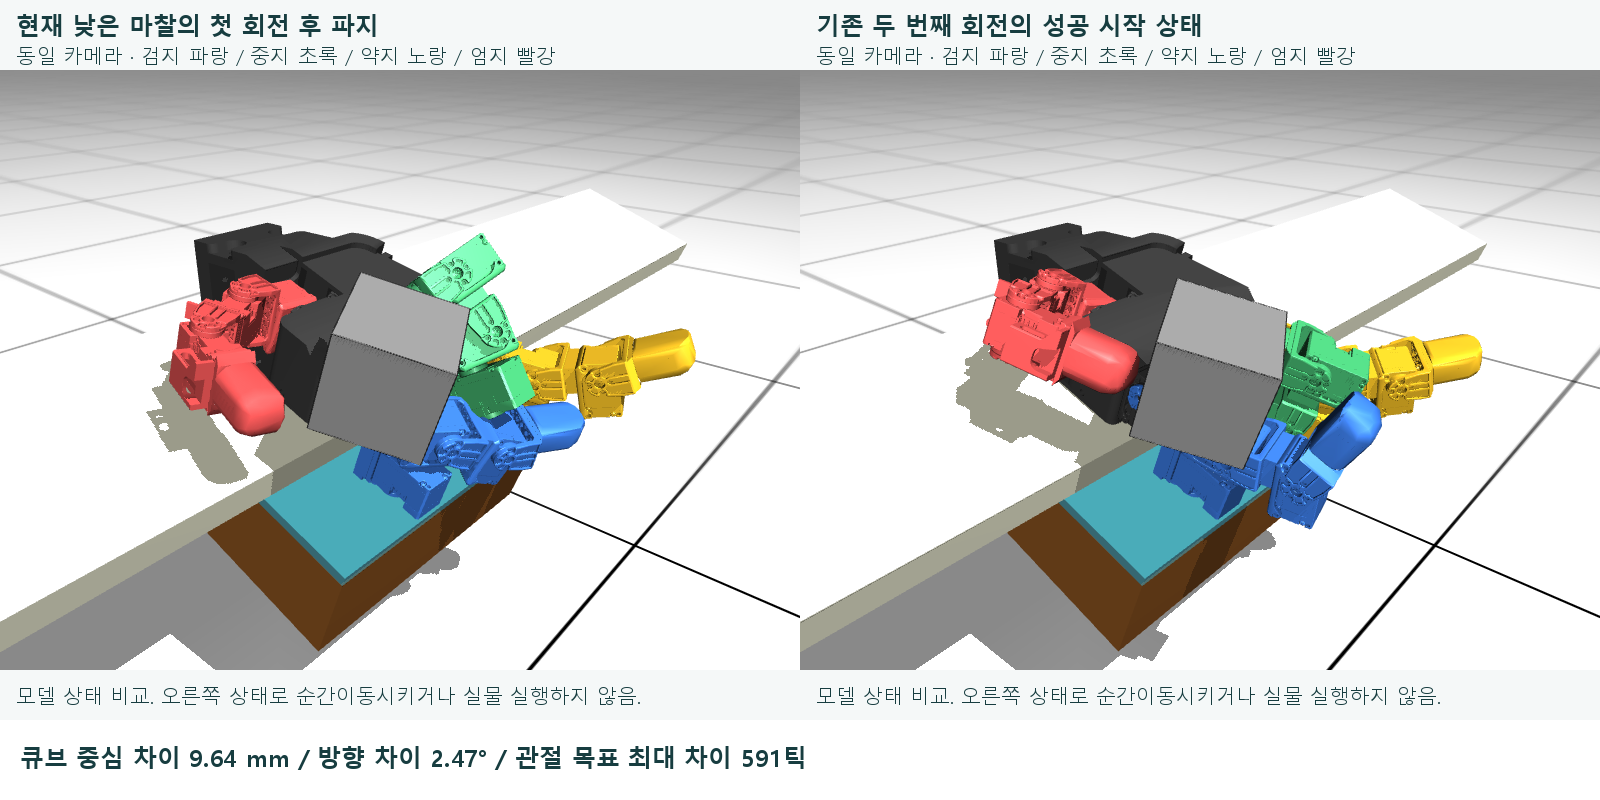 현재 낮은 마찰의 첫 회전 후 파지
동일 카메라 · 검지 파랑 / 중지 초록 / 약지 노랑 / 엄지 빨강
기존 두 번째 회전의 성공 시작 상태
동일 카메라 · 검지 파랑 / 중지 초록 / 약지 노랑 / 엄지 빨강
모델 상태 비교. 오른쪽 상태로 순간이동시키거나 실물 실행하지 않음.
모델 상태 비교. 오른쪽 상태로 순간이동시키거나 실물 실행하지 않음.
큐브 중심 차이 9.64 mm / 방향 차이 2.47° / 관절 목표 최대 차이 591틱